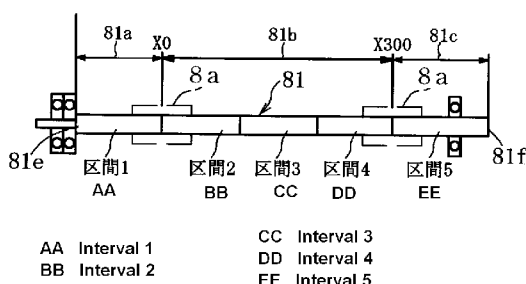 81a X0 81b X300 81c
8a 81 8a
81e 区間1 区間2 区間3 区間4 区間5 81f
AA BB CC DD EE
AA Interval 1
BB Interval 2
CC Interval 3
DD Interval 4
EE Interval 5